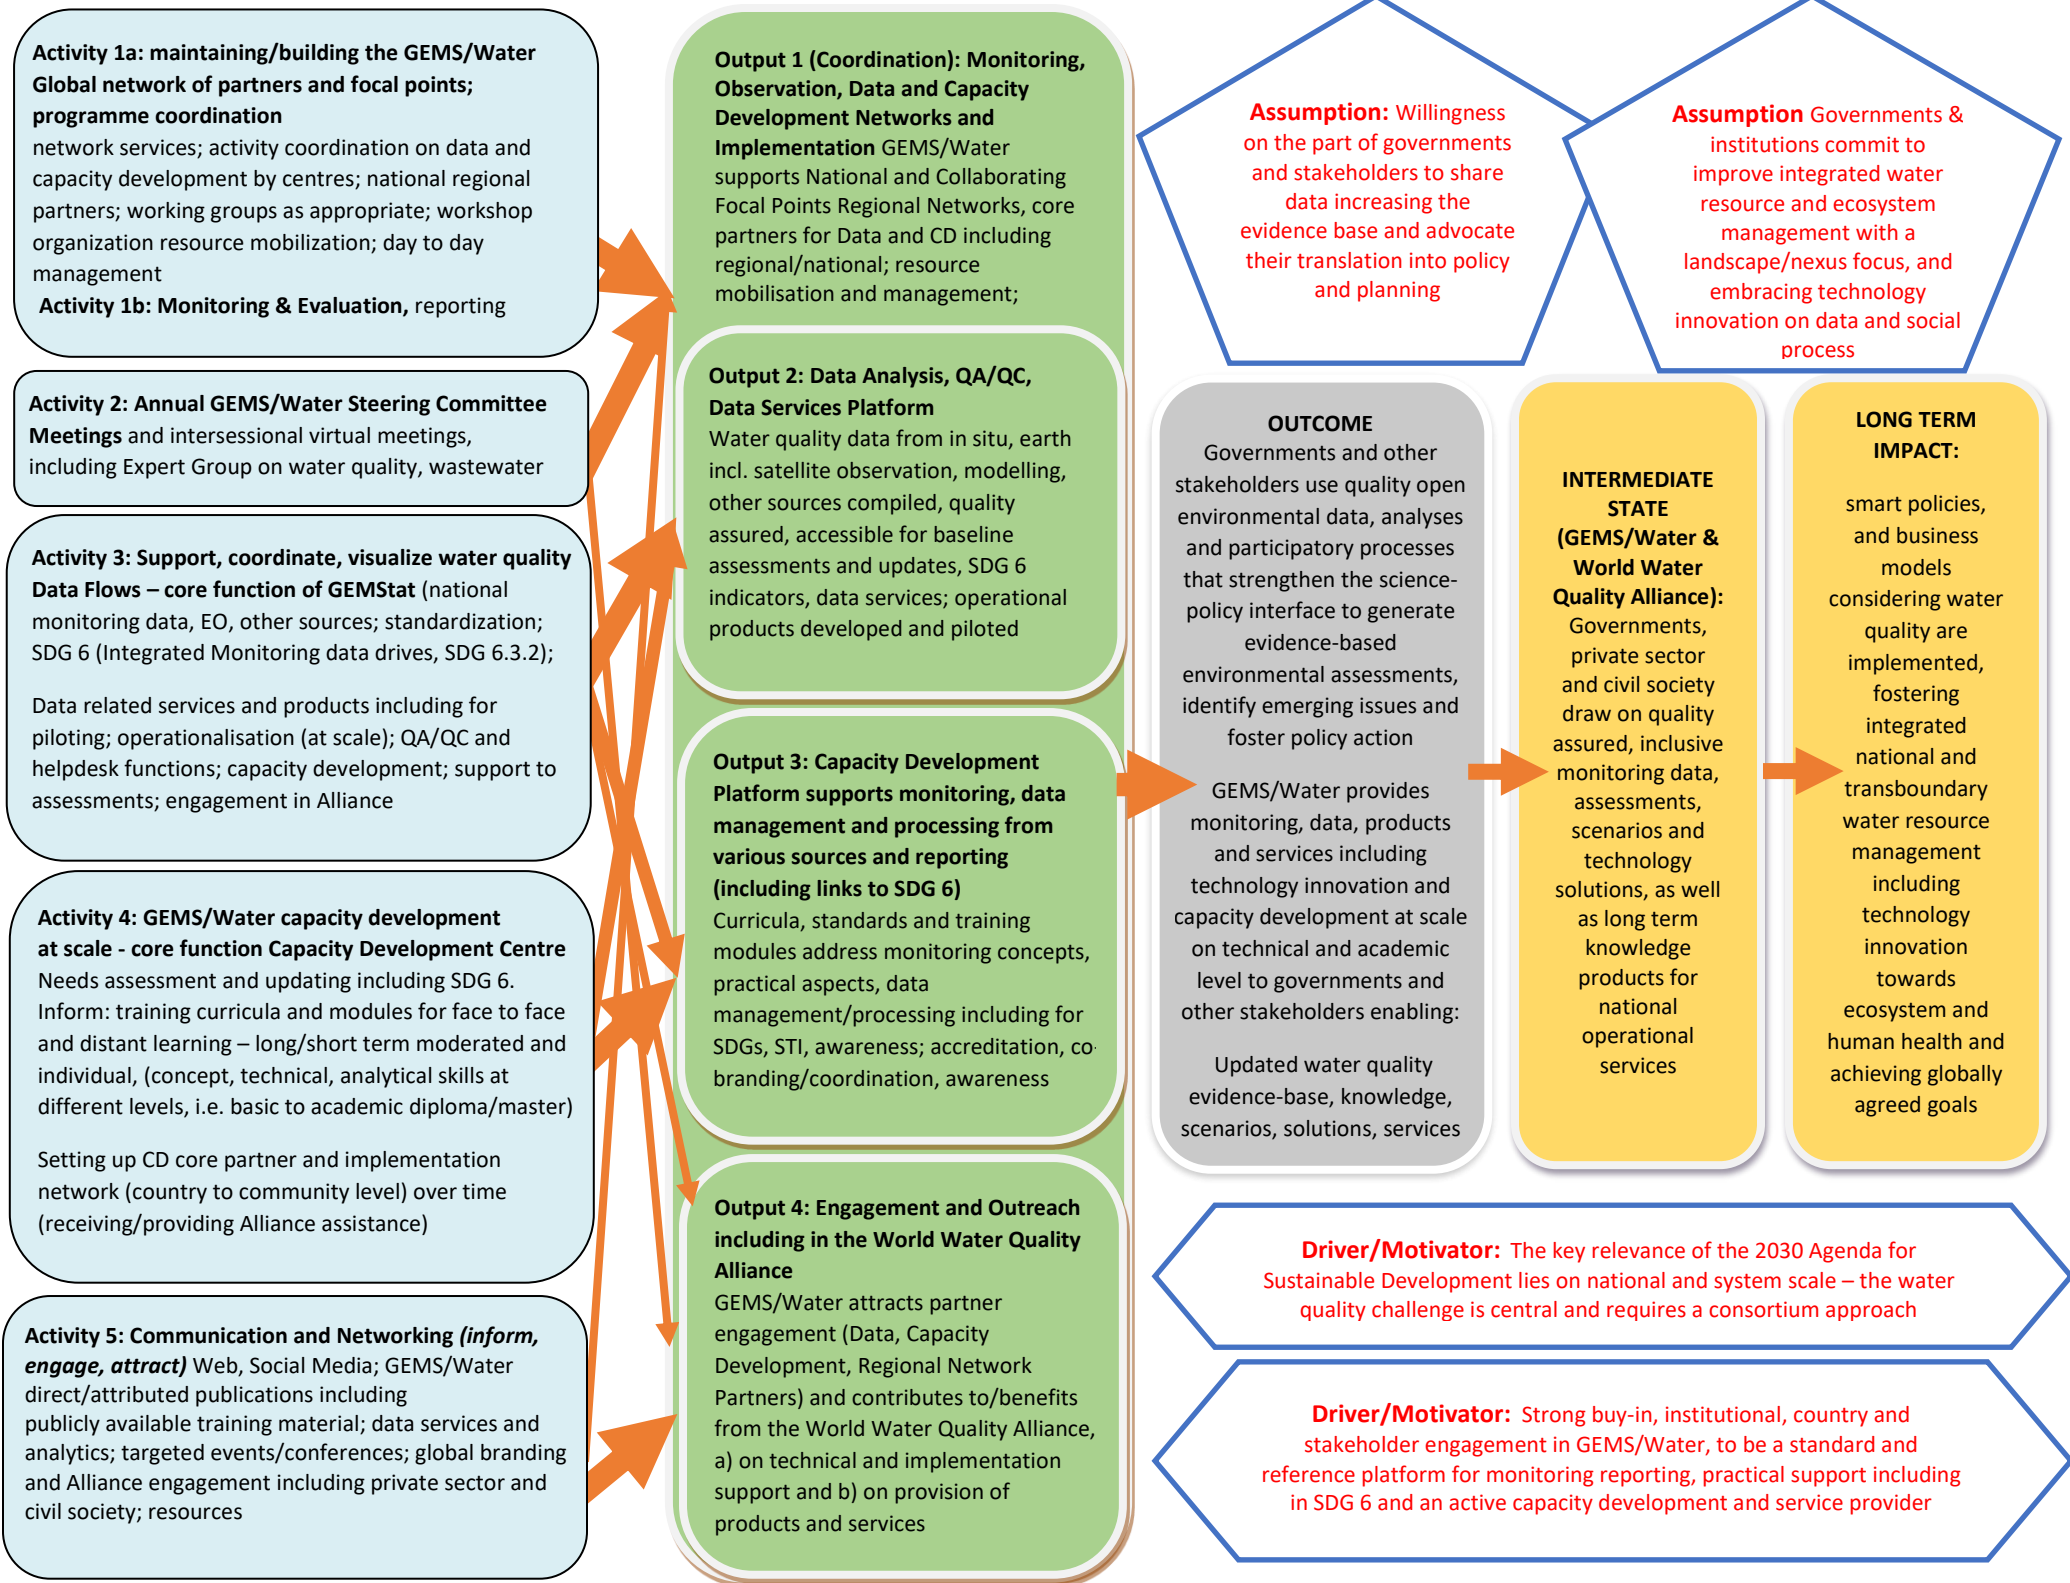 Activity 1a: maintaining/building the GEMS/Water
Global network of partners and focal points;
programme coordination
network services; activity coordination on data and
capacity development by centres; national regional
partners; working groups as appropriate; workshop
organization resource mobilization; day to day
management
Activity 1b: Monitoring & Evaluation, reporting
Activity 2: Annual GEMS/Water Steering Committee
Meetings and intersessional virtual meetings,
including Expert Group on water quality, wastewater
Activity 3: Support, coordinate, visualize water quality
Data Flows – core function of GEMStat (national
monitoring data, EO, other sources; standardization;
SDG 6 (Integrated Monitoring data drives, SDG 6.3.2);
Data related services and products including for
piloting; operationalisation (at scale); QA/QC and
helpdesk functions; capacity development; support to
assessments; engagement in Alliance
Activity 4: GEMS/Water capacity development
at scale - core function Capacity Development Centre
Needs assessment and updating including SDG 6.
Inform: training curricula and modules for face to face
and distant learning – long/short term moderated and
individual, (concept, technical, analytical skills at
different levels, i.e. basic to academic diploma/master)
Setting up CD core partner and implementation
network (country to community level) over time
(receiving/providing Alliance assistance)
Activity 5: Communication and Networking (inform,
engage, attract) Web, Social Media; GEMS/Water
direct/attributed publications including
publicly available training material; data services and
analytics; targeted events/conferences; global branding
and Alliance engagement including private sector and
civil society; resources
Output 1 (Coordination): Monitoring,
Observation, Data and Capacity
Development Networks and
Implementation GEMS/Water
supports National and Collaborating
Focal Points Regional Networks, core
partners for Data and CD including
regional/national; resource
mobilisation and management;
Output 2: Data Analysis, QA/QC,
Data Services Platform
Water quality data from in situ, earth
incl. satellite observation, modelling,
other sources compiled, quality
assured, accessible for baseline
assessments and updates, SDG 6
indicators, data services; operational
products developed and piloted
Output 3: Capacity Development
Platform supports monitoring, data
management and processing from
various sources and reporting
(including links to SDG 6)
Curricula, standards and training
modules address monitoring concepts,
practical aspects, data
management/processing including for
SDGs, STI, awareness; accreditation, co-
branding/coordination, awareness
Output 4: Engagement and Outreach
including in the World Water Quality
Alliance
GEMS/Water attracts partner
engagement (Data, Capacity
Development, Regional Network
Partners) and contributes to/benefits
from the World Water Quality Alliance,
a) on technical and implementation
support and b) on provision of
products and services
Assumption: Willingness
on the part of governments
and stakeholders to share
data increasing the
evidence base and advocate
their translation into policy
and planning
Assumption Governments &
institutions commit to
improve integrated water
resource and ecosystem
management with a
landscape/nexus focus, and
embracing technology
innovation on data and social
process
OUTCOME
Governments and other
stakeholders use quality open
environmental data, analyses
and participatory processes
that strengthen the science-
policy interface to generate
evidence-based
environmental assessments,
identify emerging issues and
foster policy action
GEMS/Water provides
monitoring, data, products
and services including
technology innovation and
capacity development at scale
on technical and academic
level to governments and
other stakeholders enabling:
Updated water quality
evidence-base, knowledge,
scenarios, solutions, services
INTERMEDIATE
STATE
(GEMS/Water &
World Water
Quality Alliance):
Governments,
private sector
and civil society
draw on quality
assured, inclusive
monitoring data,
assessments,
scenarios and
technology
solutions, as well
as long term
knowledge
products for
national
operational
services
LONG TERM
IMPACT:
smart policies,
and business
models
considering water
quality are
implemented,
fostering
integrated
national and
transboundary
water resource
management
including
technology
innovation
towards
ecosystem and
human health and
achieving globally
agreed goals
Driver/Motivator: The key relevance of the 2030 Agenda for
Sustainable Development lies on national and system scale – the water
quality challenge is central and requires a consortium approach
Driver/Motivator: Strong buy-in, institutional, country and
stakeholder engagement in GEMS/Water, to be a standard and
reference platform for monitoring reporting, practical support including
in SDG 6 and an active capacity development and service provider